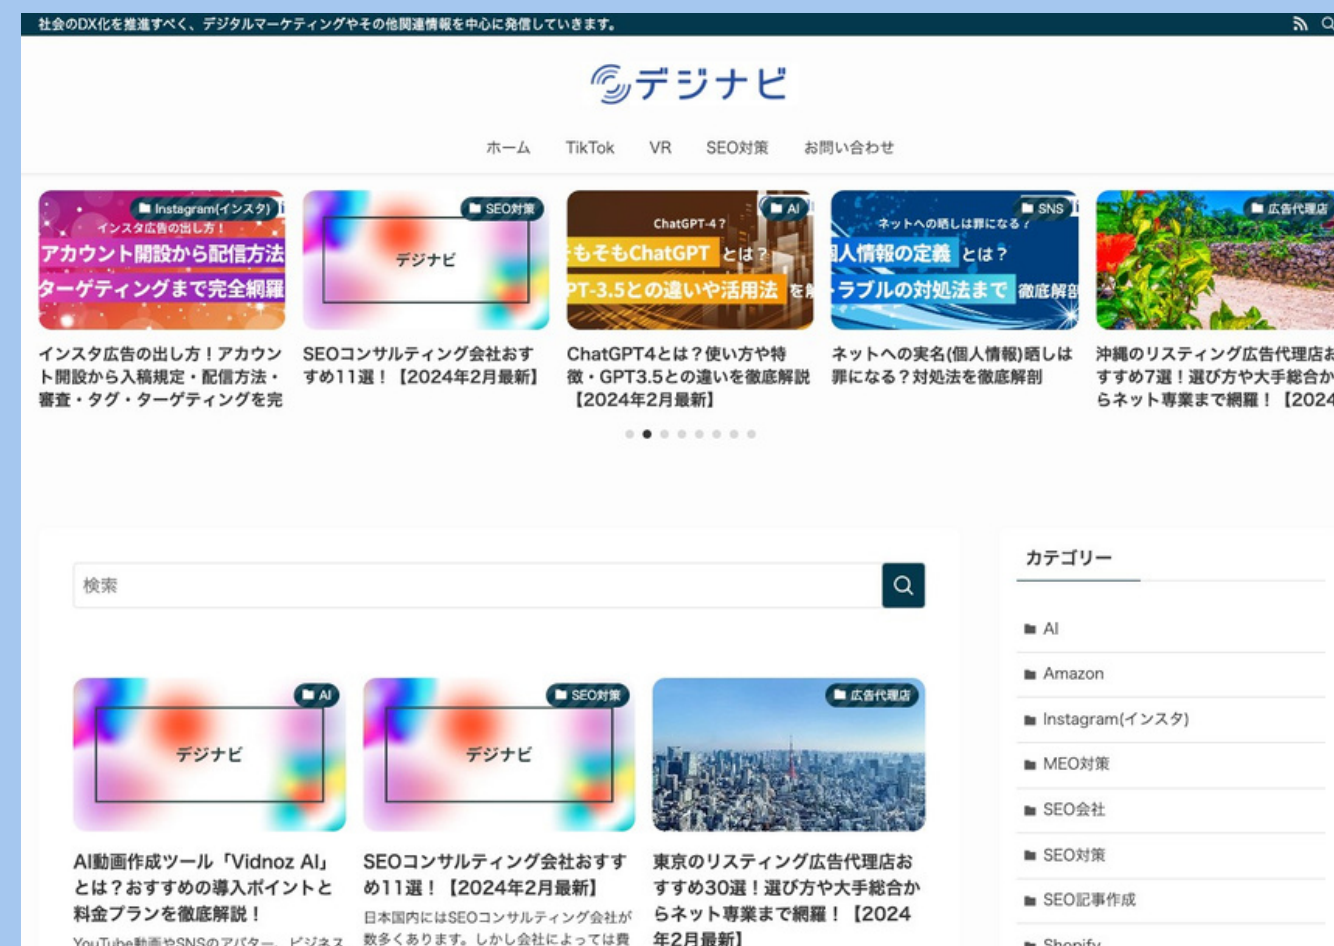 社会のDX化を推進すべく、デジタルマーケティングやその他関連情報を中心に発信していきます。
デジナビ
ホーム TikTok VR SEO対策 お問い合わせ
Instagram(インスタ)
インスタ広告の出し方！
アカウント開設から配信方法
ターゲティングまで完全網羅
インスタ広告の出し方！アカウン
ト開設から入稿規定・配信方法・
審査・タグ・ターゲティングを完
SEO対策
デジナビ
SEOコンサルティング会社おす
すめ11選！【2024年2月最新】
AI
ChatGPT-4？
そもそもChatGPT とは？
PT-3.5との違いや活用法 を解
ChatGPT4とは？使い方や特
徴・GPT3.5との違いを徹底解説
【2024年2月最新】
SNS
ネットへの晒しは罪になる？
個人情報の定義 とは？
トラブルの対処法まで 徹底解剖
ネットへの実名(個人情報)晒しは
罪になる？対処法を徹底解剖
広告代理店
沖縄のリスティング広告代理店お
すすめ7選！選び方や大手総合か
らネット専業まで網羅！【2024
検索
AI
デジナビ
AI動画作成ツール「Vidnoz AI」
とは？おすすめの導入ポイントと
料金プランを徹底解説！
YouTube動画やSNSのアバター、ビジネス
SEO対策
デジナビ
SEOコンサルティング会社おすす
め11選！【2024年2月最新】
日本国内にはSEOコンサルティング会社が
数多くあります。しかし会社によっては費
広告代理店
東京のリスティング広告代理店お
すすめ30選！選び方や大手総合か
らネット専業まで網羅！【2024
年2月最新】
カテゴリー
AI
Amazon
Instagram(インスタ)
MEO対策
SEO会社
SEO対策
SEO記事作成
Shopify